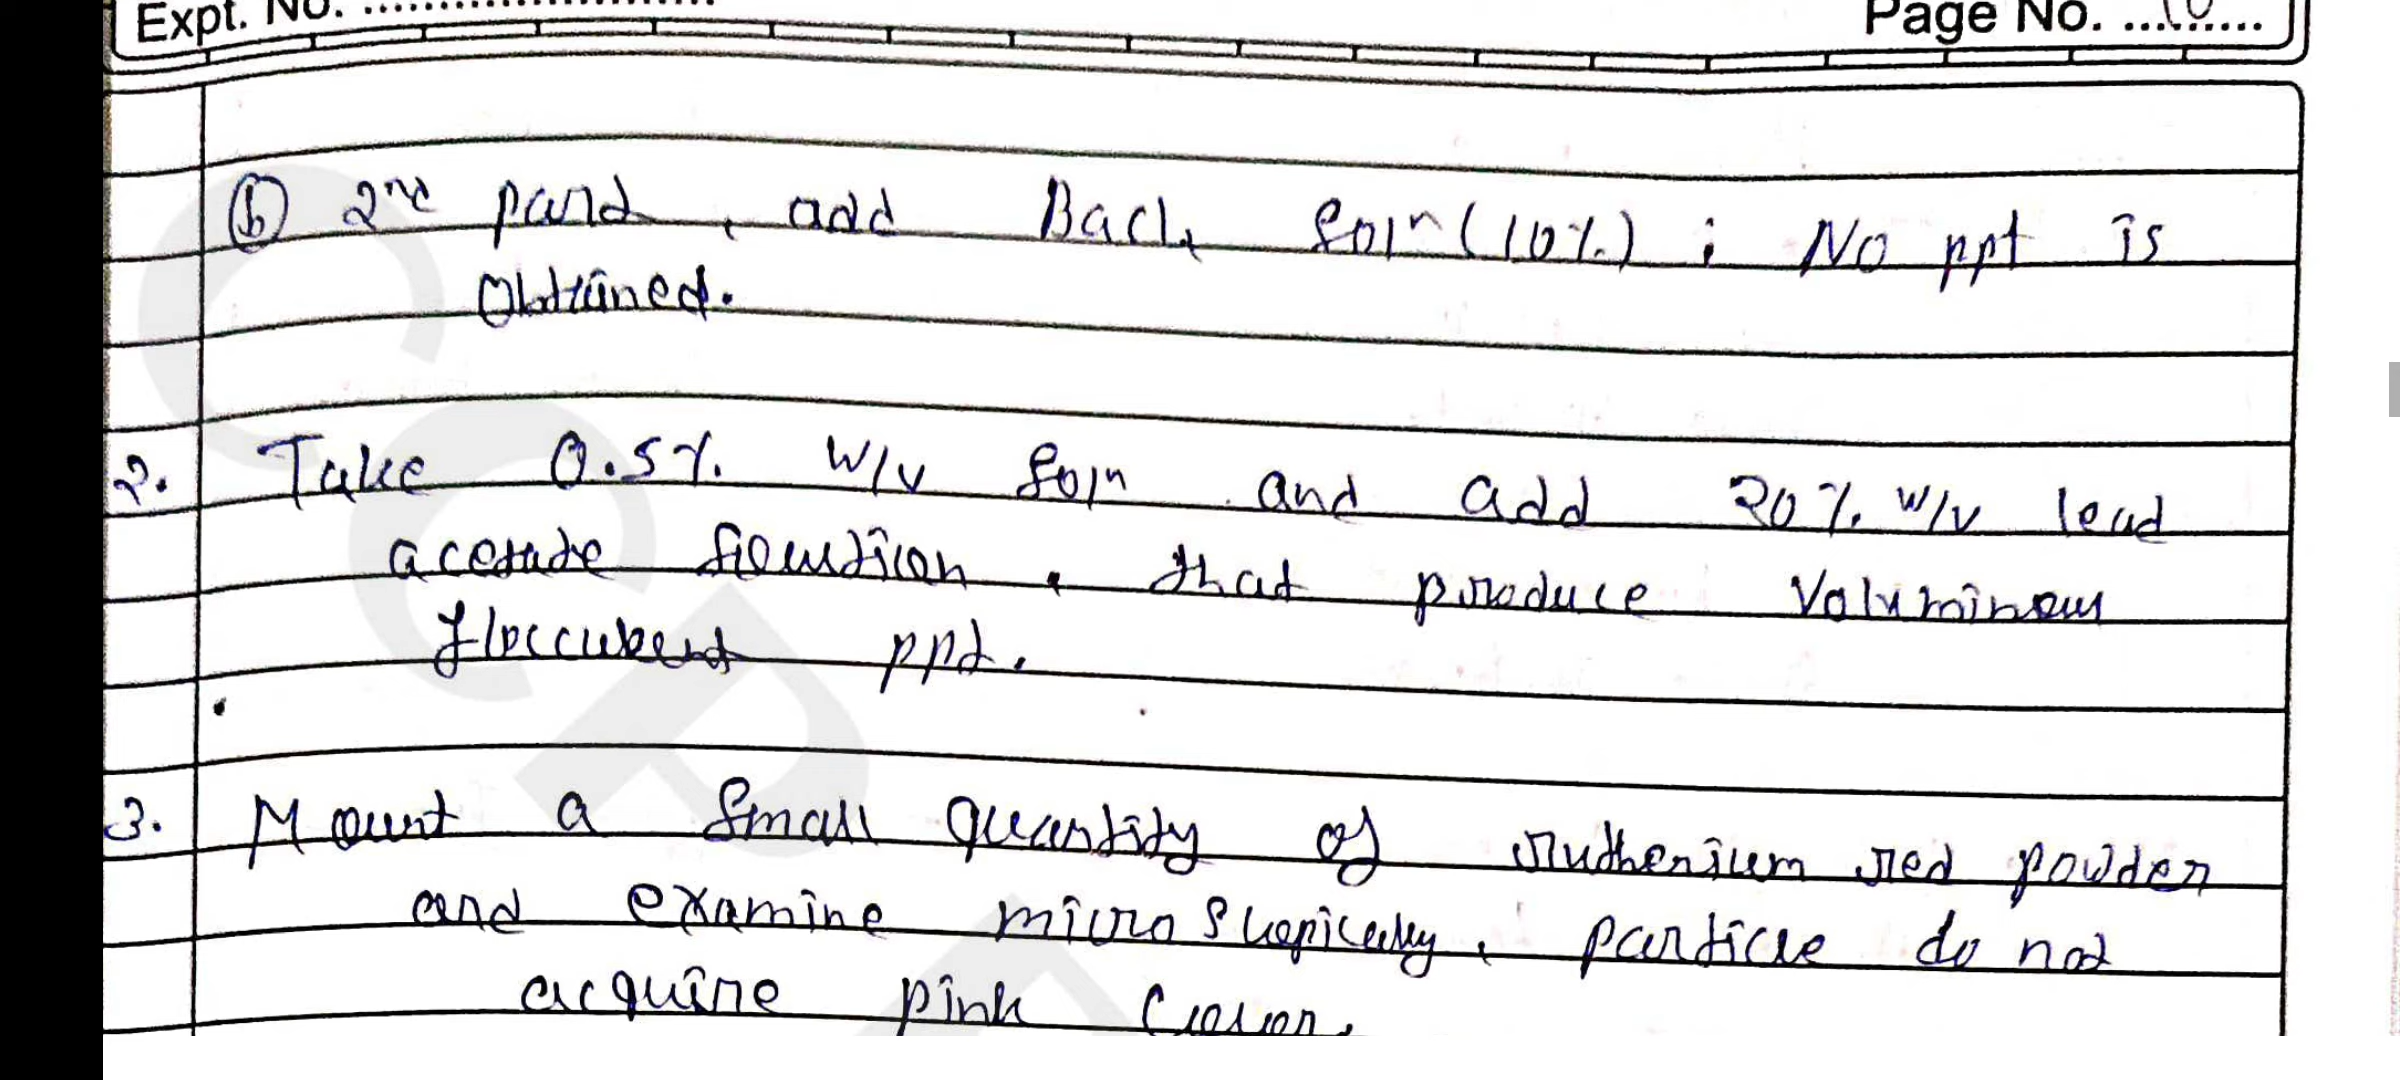 Expt. No. ........................
Page No. ...10....
ⓑ 2nd part, add Bacl2 soln (10%) ; No ppt is
obtained.
2. Take 0.5% w/v soln and add 20% w/v lead
acetate solution, that produce voluminous
flocculent ppt.
3. Mount a small quantity of ruthenium red powder
and examine microscopically, particle do not
acquire pink colour.
CCP